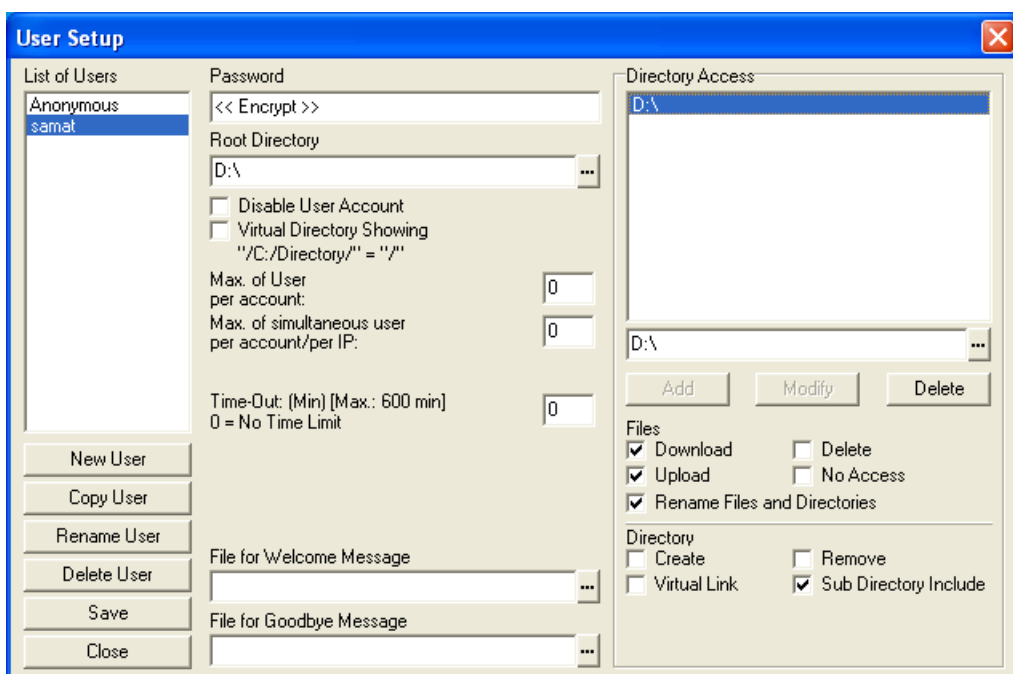 User Setup
List of Users
Anonymous
samat
New User
Copy User
Rename User
Delete User
Save
Close
Password
<< Encrypt >>
Root Directory
D:\
...
Disable User Account
Virtual Directory Showing
"/C:/Directory/" = "/"
Max. of User
per account:
0
Max. of simultaneous user
per account/per IP:
0
Time-Out: (Min) [Max.: 600 min]
0 = No Time Limit
0
File for Welcome Message
...
File for Goodbye Message
...
Directory Access
D:\
D:\
...
Add Modify Delete
Files
Download Delete
Upload No Access
Rename Files and Directories
Directory
Create Remove
Virtual Link Sub Directory Include